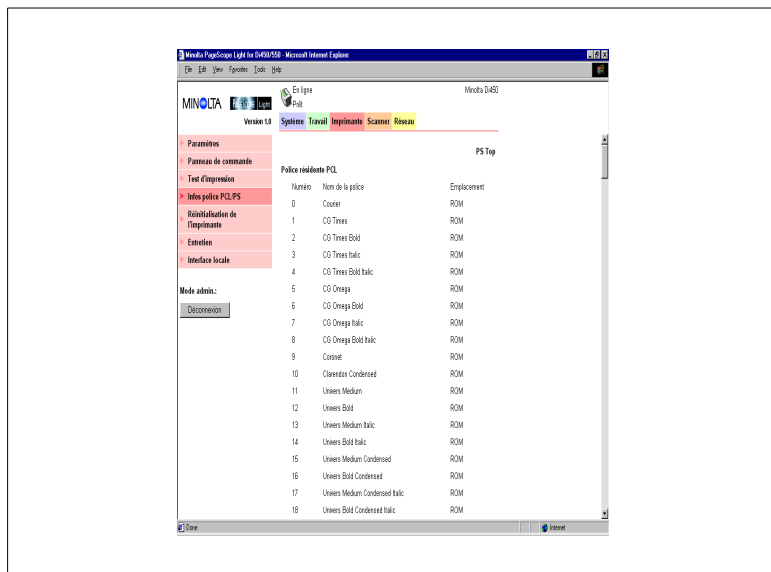 Minolta PageScope Light for Di450/550 - Microsoft Internet Explorer
File Edit View Favorites Tools Help
MINOLTA Light
Version 1.0
En ligne
Prêt
Minolta Di450
Système Travail Imprimante Scanner Réseau
Paramètres
Panneau de commande
Test d'impression
Infos police PCL/PS
Réinitialisation de
l'imprimante
Entretien
Interface locale
Mode admin.:
Déconnexion
PS Top
Police résidente PCL
Numéro Nom de la police Emplacement
0 Courier ROM
1 CG Times ROM
2 CG Times Bold ROM
3 CG Times Italic ROM
4 CG Times Bold Italic ROM
5 CG Omega ROM
6 CG Omega Bold ROM
7 CG Omega Italic ROM
8 CG Omega Bold Italic ROM
9 Coronet ROM
10 Clarendon Condensed ROM
11 Univers Medium ROM
12 Univers Bold ROM
13 Univers Medium Italic ROM
14 Univers Bold Italic ROM
15 Univers Medium Condensed ROM
16 Univers Bold Condensed ROM
17 Univers Medium Condensed Italic ROM
18 Univers Bold Condensed Italic ROM
Done
Internet